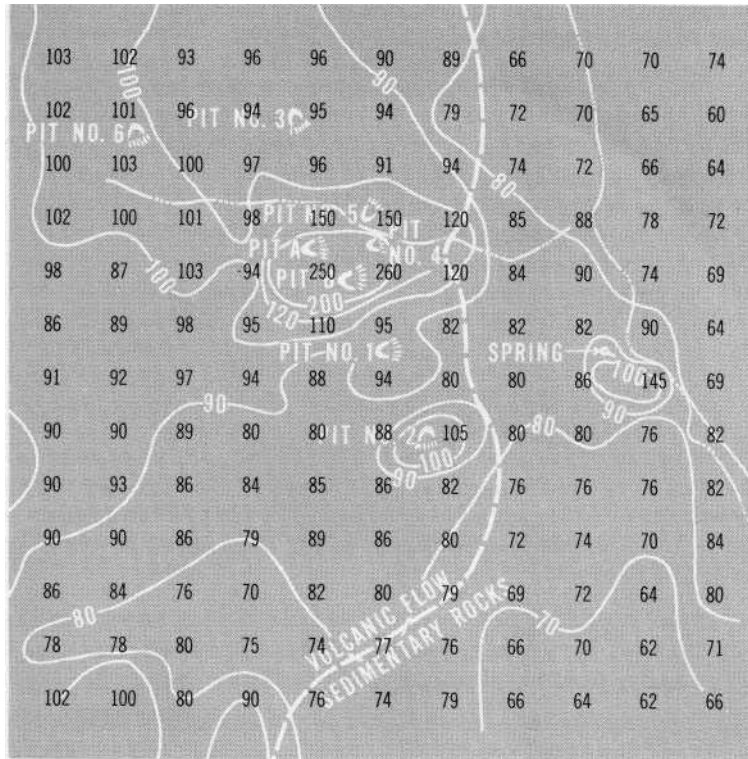 103 102 93 96 96 90 89 66 70 70 74
100
90
102 101 96 94 95 94 79 72 70 65 60
PIT NO. 6 PIT NO. 3
100 103 100 97 96 91 94 74 72 66 64
80
102 100 101 98 PIT NO. 5 150 150 120 85 88 78 72
PIT A PIT NO. 4
98 87 100 103 94 PIT 250 260 120 84 90 74 69
120 200
86 89 98 95 110 95 82 82 82 90 64
PIT NO. 1 SPRING
91 92 97 94 88 94 80 80 86 100 145 69
90 90
90 90 89 80 80 PIT NO. 2 88 105 80 80 80 76 82
100
90
90 93 86 84 85 86 82 76 76 76 82
90 90 86 79 89 86 80 72 74 70 84
86 84 76 70 82 80 79 69 72 64 80
80 VOLCANIC FLOW 70
78 78 80 75 74 77 76 66 70 62 71
SEDIMENTARY ROCKS
102 100 80 90 76 74 79 66 64 62 66